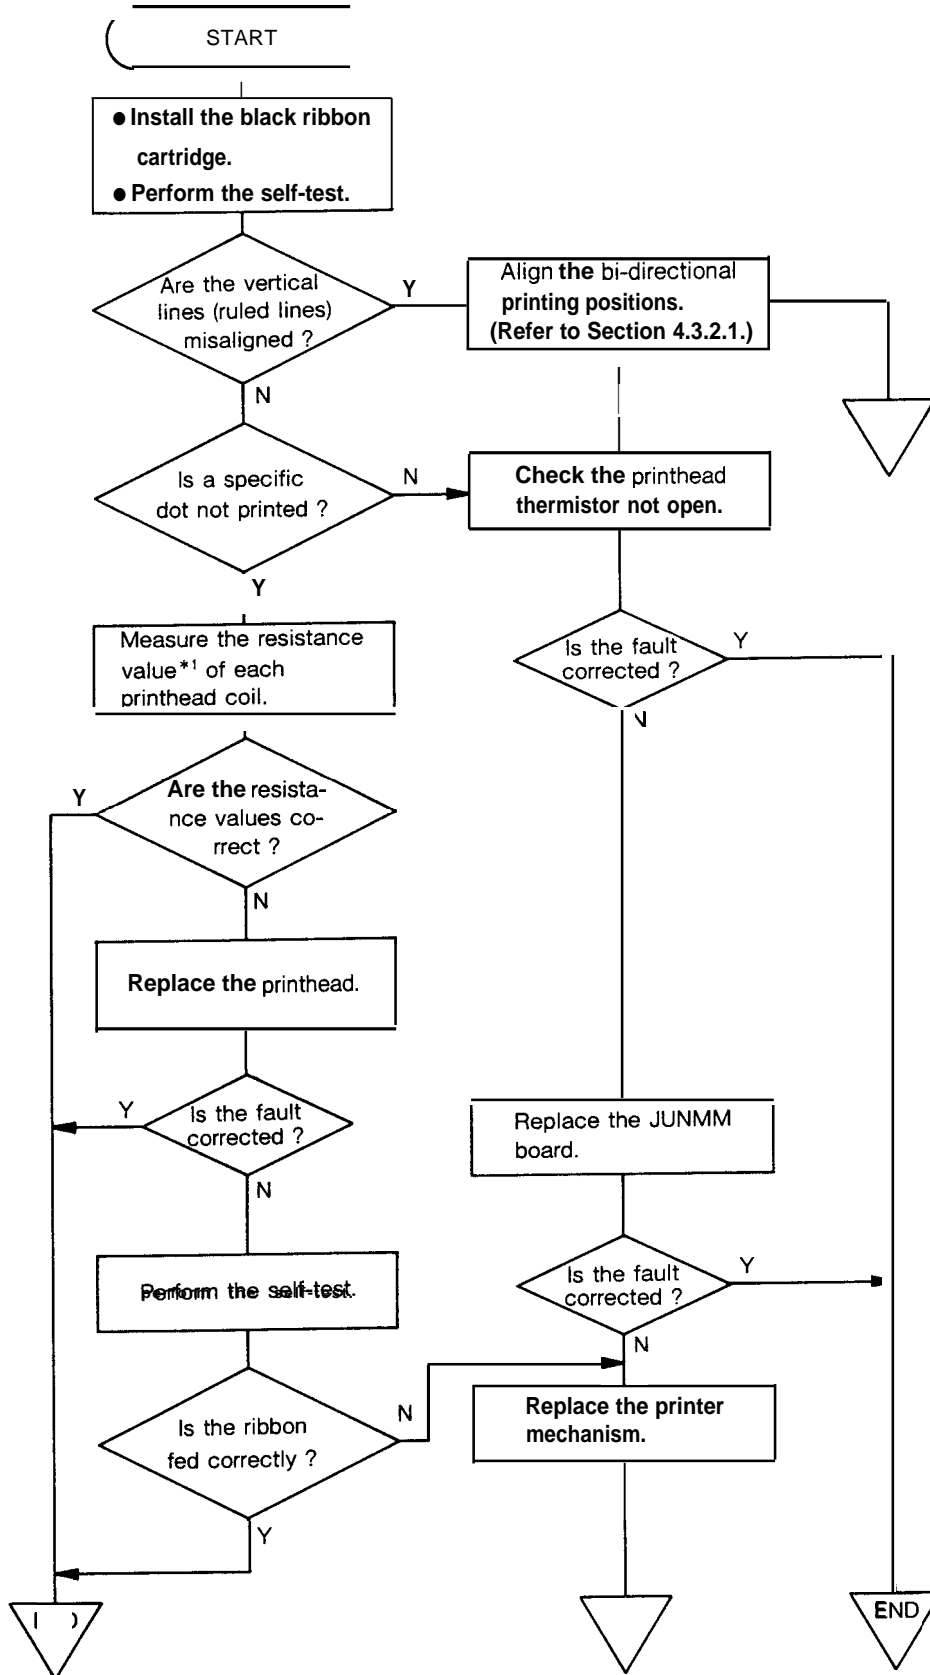 START
● Install the black ribbon
cartridge.
● Perform the self-test.
Are the vertical
lines (ruled lines)
misaligned ?
Y
Align the bi-directional
printing positions.
(Refer to Section 4.3.2.1.)
N
Is a specific
dot not printed ?
N
Check the printhead
thermistor not open.
Y
Measure the resistance
value*1 of each
printhead coil.
Is the fault
corrected ?
Y
N
Y
Are the resista-
nce values co-
rrect ?
N
Replace the printhead.
Y
Is the fault
corrected ?
N
Replace the JUNMM
board.
Perform the self-test.
Is the fault
corrected ?
Y
N
Is the ribbon
fed correctly ?
N
Replace the printer
mechanism.
Y
END